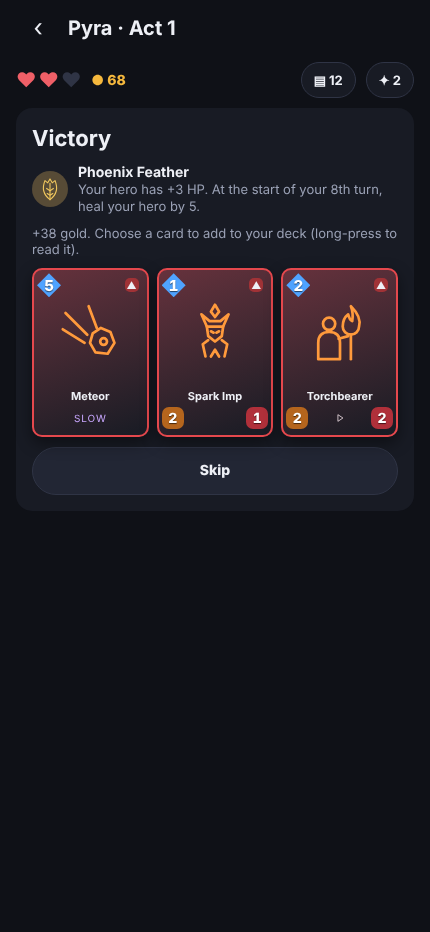 Pyra · Act 1
68
12
2
Victory
Phoenix Feather
Your hero has +3 HP. At the start of your 8th turn,
heal your hero by 5.
+38 gold. Choose a card to add to your deck (long-press to
read it).
5
1
2
Meteor
Spark Imp
Torchbearer
SLOW
2
1
2
2
Skip